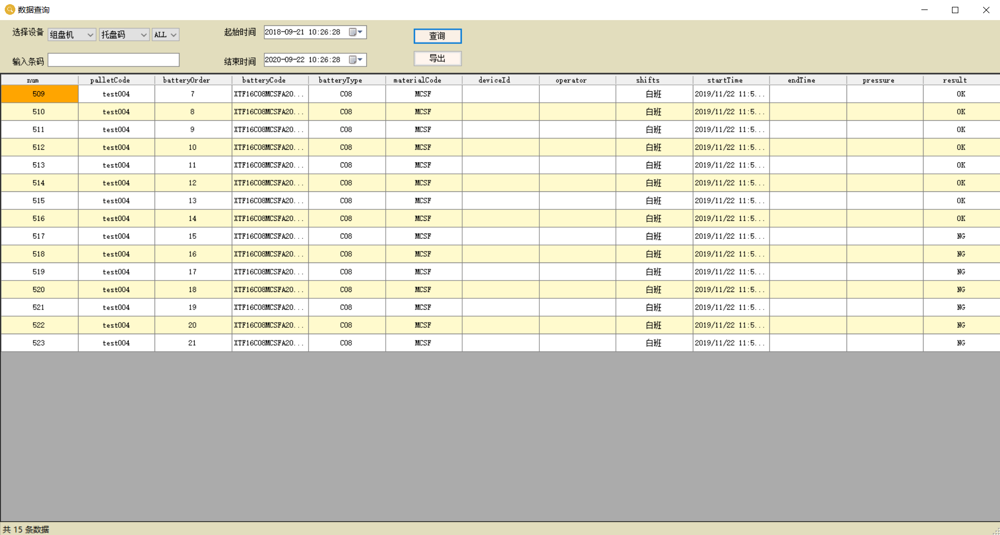 数据查询
选择设备 组盘机 托盘码 ALL 起始时间 2018-09-21 10:26:28 查询
输入条码 结束时间 2020-09-22 10:26:28 导出
num palletCode batteryOrder batteryCode batteryType materialCode deviceId operator shifts startTime endTime pressure result
509 test004 7 XTF16C08MCSFA20... C08 MCSF 白班 2019/11/22 11:5... OK
510 test004 8 XTF16C08MCSFA20... C08 MCSF 白班 2019/11/22 11:5... OK
511 test004 9 XTF16C08MCSFA20... C08 MCSF 白班 2019/11/22 11:5... OK
512 test004 10 XTF16C08MCSFA20... C08 MCSF 白班 2019/11/22 11:5... OK
513 test004 11 XTF16C08MCSFA20... C08 MCSF 白班 2019/11/22 11:5... OK
514 test004 12 XTF16C08MCSFA20... C08 MCSF 白班 2019/11/22 11:5... OK
515 test004 13 XTF16C08MCSFA20... C08 MCSF 白班 2019/11/22 11:5... OK
516 test004 14 XTF16C08MCSFA20... C08 MCSF 白班 2019/11/22 11:5... OK
517 test004 15 XTF16C08MCSFA20... C08 MCSF 白班 2019/11/22 11:5... NG
518 test004 16 XTF16C08MCSFA20... C08 MCSF 白班 2019/11/22 11:5... NG
519 test004 17 XTF16C08MCSFA20... C08 MCSF 白班 2019/11/22 11:5... NG
520 test004 18 XTF16C08MCSFA20... C08 MCSF 白班 2019/11/22 11:5... NG
521 test004 19 XTF16C08MCSFA20... C08 MCSF 白班 2019/11/22 11:5... NG
522 test004 20 XTF16C08MCSFA20... C08 MCSF 白班 2019/11/22 11:5... NG
523 test004 21 XTF16C08MCSFA20... C08 MCSF 白班 2019/11/22 11:5... NG
共 15 条数据